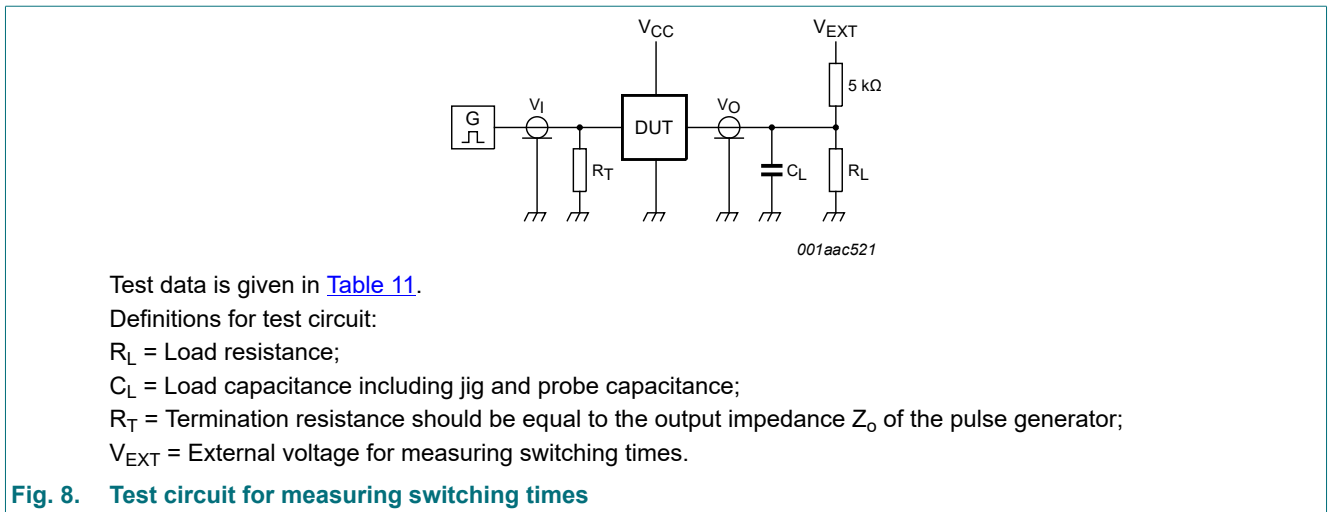 VCC
VEXT
5 kΩ
G
VI
DUT
VO
RT
CL
RL
001aac521
Test data is given in Table 11.
Definitions for test circuit:
RL = Load resistance;
CL = Load capacitance including jig and probe capacitance;
RT = Termination resistance should be equal to the output impedance Zo of the pulse generator;
VEXT = External voltage for measuring switching times.
Fig. 8. Test circuit for measuring switching times